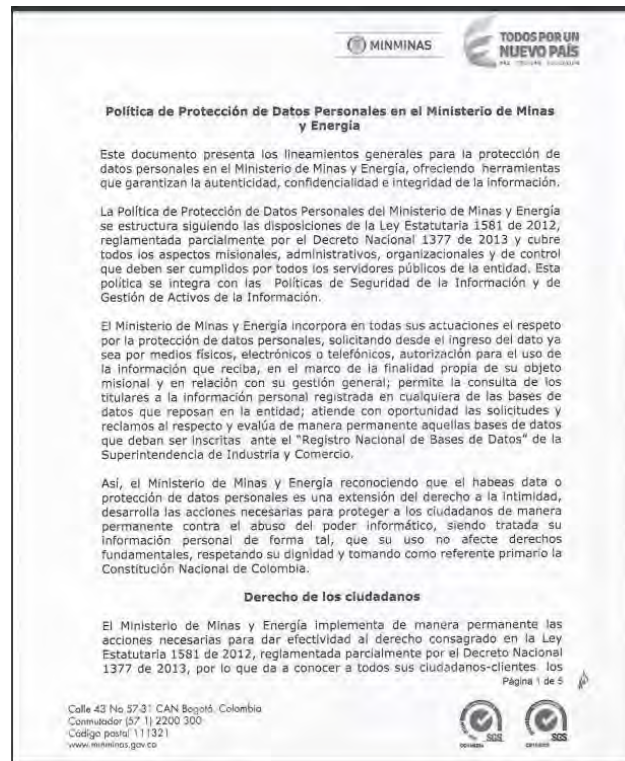 MINMINAS
TODOS POR UN
NUEVO PAÍS
PAZ EQUIDAD EDUCACIÓN
Política de Protección de Datos Personales en el Ministerio de Minas
y Energía
Este documento presenta los lineamientos generales para la protección de
datos personales en el Ministerio de Minas y Energía, ofreciendo herramientas
que garantizan la autenticidad, confidencialidad e integridad de la información.
La Política de Protección de Datos Personales del Ministerio de Minas y Energía
se estructura siguiendo las disposiciones de la Ley Estatutaria 1581 de 2012,
reglamentada parcialmente por el Decreto Nacional 1377 de 2013 y cubre
todos los aspectos misionales, administrativos, organizacionales y de control
que deben ser cumplidos por todos los servidores públicos de la entidad. Esta
política se integra con las Políticas de Seguridad de la Información y de
Gestión de Activos de la Información.
El Ministerio de Minas y Energía incorpora en todas sus actuaciones el respeto
por la protección de datos personales, solicitando desde el ingreso del dato ya
sea por medios físicos, electrónicos o telefónicos, autorización para el uso de
la información que reciba, en el marco de la finalidad propia de su objeto
misional y en relación con su gestión general; permite la consulta de los
titulares a la información personal registrada en cualquiera de las bases de
datos que reposan en la entidad; atiende con oportunidad las solicitudes y
reclamos al respecto y evalúa de manera permanente aquellas bases de datos
que deban ser inscritas ante el "Registro Nacional de Bases de Datos" de la
Superintendencia de Industria y Comercio.
Así, el Ministerio de Minas y Energía reconociendo que el habeas data o
protección de datos personales es una extensión del derecho a la intimidad,
desarrolla las acciones necesarias para proteger a los ciudadanos de manera
permanente contra el abuso del poder informático, siendo tratada su
información personal de forma tal, que su uso no afecte derechos
fundamentales, respetando su dignidad y tomando como referente primario la
Constitución Nacional de Colombia.
Derecho de los ciudadanos
El Ministerio de Minas y Energía implementa de manera permanente las
acciones necesarias para dar efectividad al derecho consagrado en la Ley
Estatutaria 1581 de 2012, reglamentada parcialmente por el Decreto Nacional
1377 de 2013, por lo que da a conocer a todos sus ciudadanos-clientes los
Página 1 de 5
Calle 43 No 57-31 CAN Bogotá, Colombia
Conmutador (57 1) 2200 300
Código postal 111321
www.minminas.gov.co
SGS
SGS